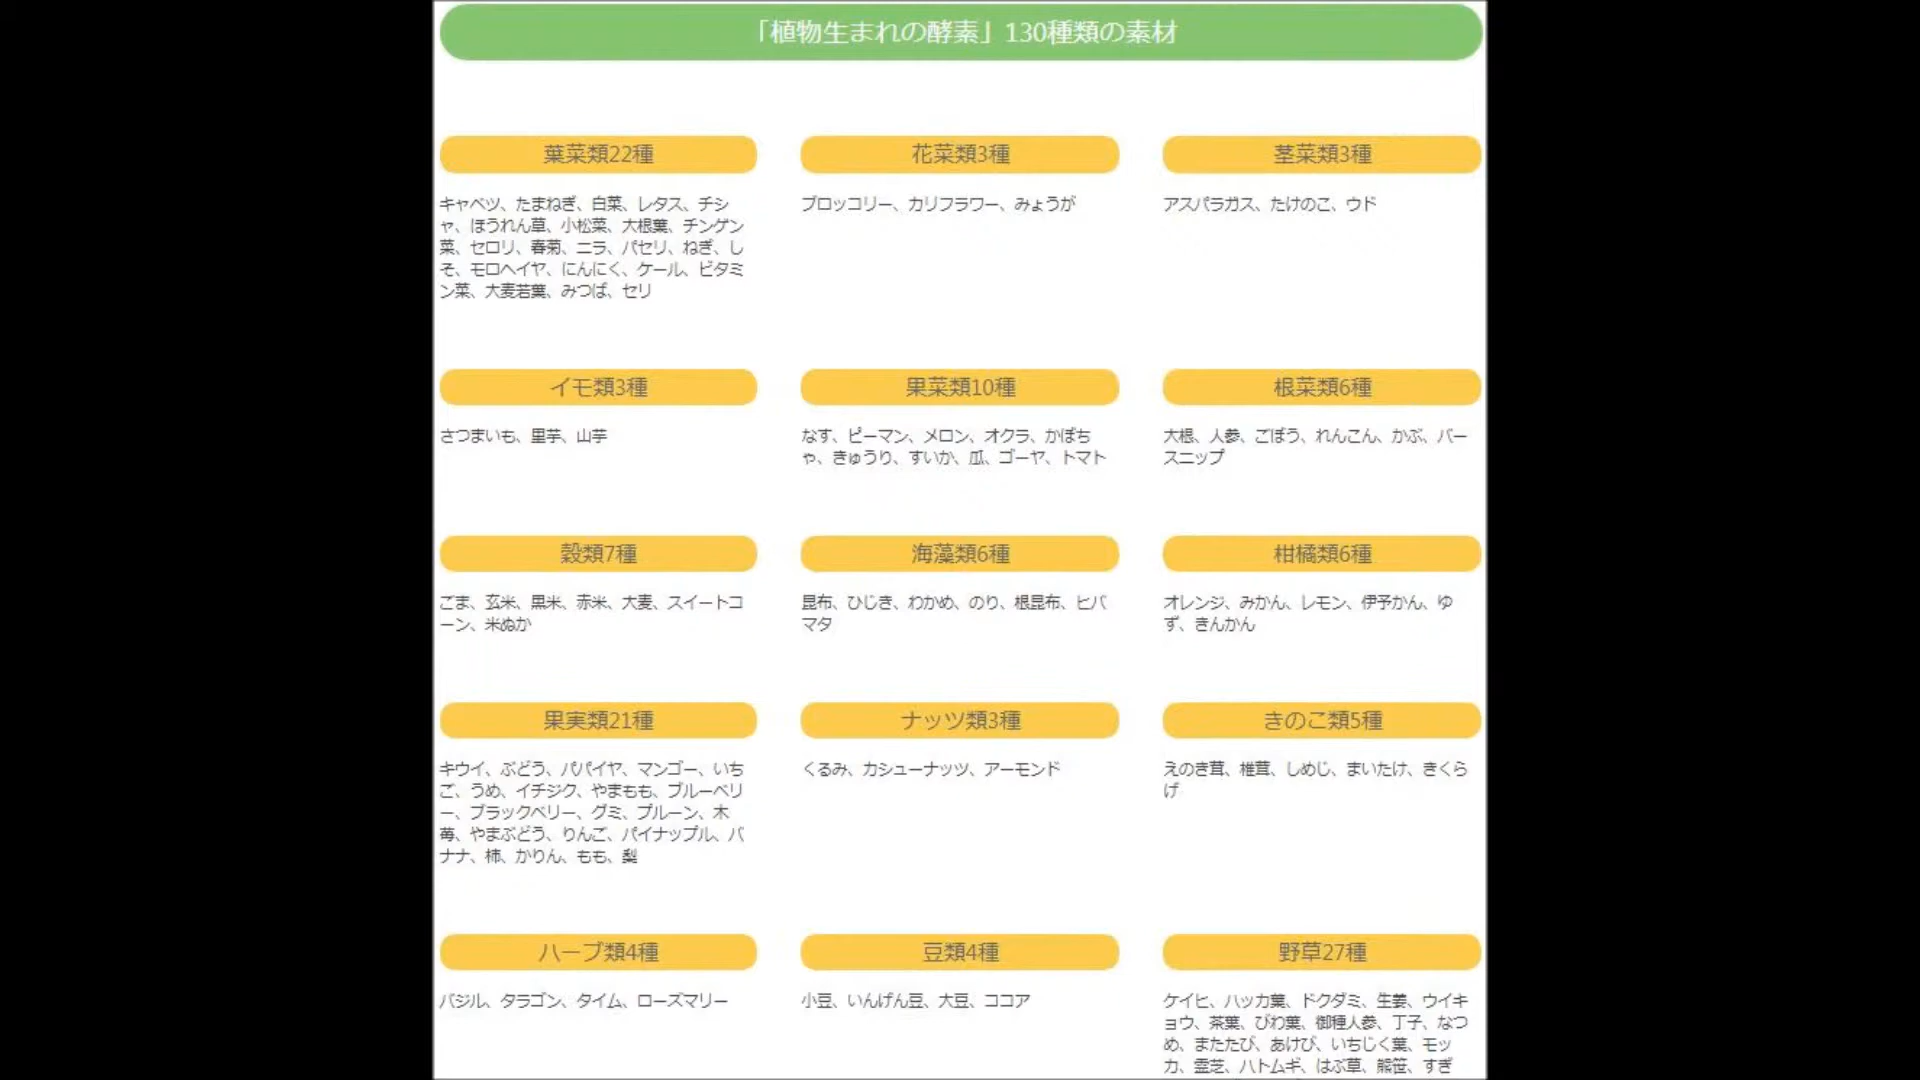 「植物生まれの酵素」130種類の素材
葉菜類22種
キャベツ、たまねぎ、白菜、レタス、チシ
ャ、ほうれん草、小松菜、大根葉、チンゲン
菜、セロリ、春菊、ニラ、パセリ、ねぎ、し
そ、モロヘイヤ、にんにく、ケール、ビタミ
ン菜、大麦若葉、みつば、セリ
花菜類3種
ブロッコリー、カリフラワー、みょうが
茎菜類3種
アスパラガス、たけのこ、ウド
イモ類3種
さつまいも、里芋、山芋
果菜類10種
なす、ピーマン、メロン、オクラ、かぼち
ゃ、きゅうり、すいか、瓜、ゴーヤ、トマト
根菜類6種
大根、人参、ごぼう、れんこん、かぶ、パー
スニップ
穀類7種
ごま、玄米、黒米、赤米、大麦、スイートコ
ーン、米ぬか
海藻類6種
昆布、ひじき、わかめ、のり、根昆布、ヒバ
マタ
柑橘類6種
オレンジ、みかん、レモン、伊予かん、ゆ
ず、きんかん
果実類21種
キウイ、ぶどう、パパイヤ、マンゴー、いち
ご、うめ、イチジク、やまもも、ブルーベリ
ー、ブラックベリー、グミ、プルーン、木
苺、やまぶどう、りんご、パイナップル、バ
ナナ、柿、かりん、もも、梨
ナッツ類3種
くるみ、カシューナッツ、アーモンド
きのこ類5種
えのき茸、椎茸、しめじ、まいたけ、きくら
げ
ハーブ類4種
バジル、タラゴン、タイム、ローズマリー
豆類4種
小豆、いんげん豆、大豆、ココア
野草27種
ケイヒ、ハッカ葉、ドクダミ、生姜、ウイキ
ョウ、茶葉、びわ葉、御種人参、丁子、なつ
め、またたび、あけび、いちじく葉、モッ
カ、霊芝、ハトムギ、はぶ草、熊笹、すぎ